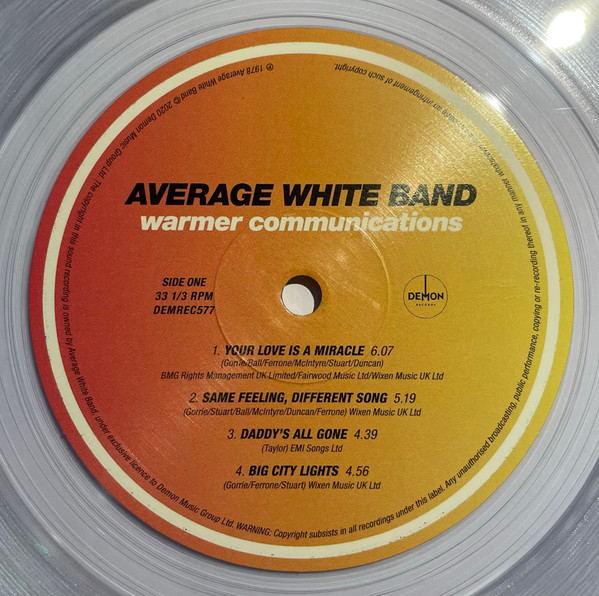 AVERAGE WHITE BAND
warmer communications
SIDE ONE
33 1/3 RPM
DEMREC577
DEMON
RECORDS
1. YOUR LOVE IS A MIRACLE 6.07
(Gorrie/Ball/Ferrone/McIntyre/Stuart/Duncan)
BMG Rights Management UK Limited/Fairwood Music Ltd/Wixen Music UK Ltd
2. SAME FEELING, DIFFERENT SONG 5.19
(Gorrie/Stuart/Ball/McIntyre/Duncan/Ferrone) Wixen Music UK Ltd
3. DADDY'S ALL GONE 4.39
(Taylor) EMI Songs Ltd
4. BIG CITY LIGHTS 4.56
(Gorrie/Ferrone/Stuart) Wixen Music UK Ltd
℗ 1978 Average White Band © 2020 Demon Music Group Ltd. The copyright in this sound recording is owned by Average White Band, under exclusive licence to Demon Music Group Ltd. WARNING: Copyright subsists in all recordings under this label. Any unauthorised broadcasting, public performance, copying or re-recording thereof in any manner whatsoever an infringement of such copyright.